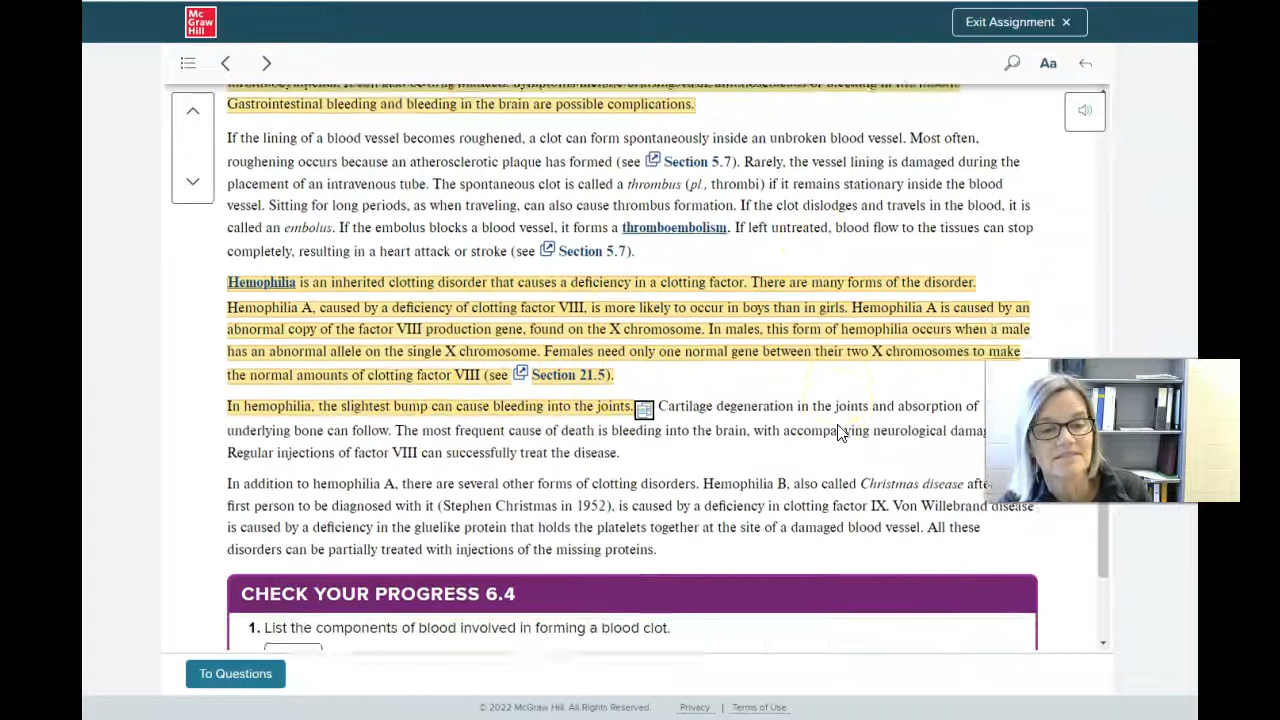 Mc
Graw
Hill
Exit Assignment ×
Aa
Gastrointestinal bleeding and bleeding in the brain are possible complications.
If the lining of a blood vessel becomes roughened, a clot can form spontaneously inside an unbroken blood vessel. Most often,
roughening occurs because an atherosclerotic plaque has formed (see Section 5.7). Rarely, the vessel lining is damaged during the
placement of an intravenous tube. The spontaneous clot is called a thrombus (pl., thrombi) if it remains stationary inside the blood
vessel. Sitting for long periods, as when traveling, can also cause thrombus formation. If the clot dislodges and travels in the blood, it is
called an embolus. If the embolus blocks a blood vessel, it forms a thromboembolism. If left untreated, blood flow to the tissues can stop
completely, resulting in a heart attack or stroke (see Section 5.7).
Hemophilia is an inherited clotting disorder that causes a deficiency in a clotting factor. There are many forms of the disorder.
Hemophilia A, caused by a deficiency of clotting factor VIII, is more likely to occur in boys than in girls. Hemophilia A is caused by an
abnormal copy of the factor VIII production gene, found on the X chromosome. In males, this form of hemophilia occurs when a male
has an abnormal allele on the single X chromosome. Females need only one normal gene between their two X chromosomes to make
the normal amounts of clotting factor VIII (see Section 21.5).
In hemophilia, the slightest bump can cause bleeding into the joints. Cartilage degeneration in the joints and absorption of
underlying bone can follow. The most frequent cause of death is bleeding into the brain, with accompanying neurological
Regular injections of factor VIII can successfully treat the disease.
In addition to hemophilia A, there are several other forms of clotting disorders. Hemophilia B, also called Christmas disease
first person to be diagnosed with it (Stephen Christmas in 1952), is caused by a deficiency in clotting factor IX. Von Willebrand disease
is caused by a deficiency in the gluelike protein that holds the platelets together at the site of a damaged blood vessel. All these
disorders can be partially treated with injections of the missing proteins.
CHECK YOUR PROGRESS 6.4
1. List the components of blood involved in forming a blood clot.
To Questions
© 2022 McGraw Hill. All Rights Reserved. Privacy | Terms of Use